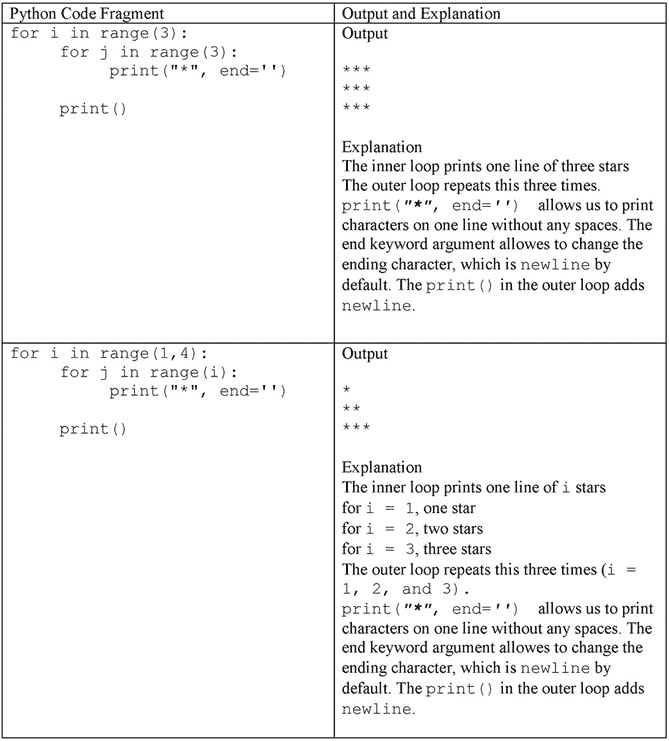 Python Code Fragment
Output and Explanation
for i in range(3):
for j in range(3):
print("*", end='')
print()
Output
***
***
***
Explanation
The inner loop prints one line of three stars
The outer loop repeats this three times.
print("*", end='') allows us to print
characters on one line without any spaces. The
end keyword argument allowes to change the
ending character, which is newline by
default. The print() in the outer loop adds
newline.
for i in range(1,4):
for j in range(i):
print("*", end='')
print()
Output
*
**
***
Explanation
The inner loop prints one line of i stars
for i = 1, one star
for i = 2, two stars
for i = 3, three stars
The outer loop repeats this three times (i =
1, 2, and 3).
print("*", end='') allows us to print
characters on one line without any spaces. The
end keyword argument allowes to change the
ending character, which is newline by
default. The print() in the outer loop adds
newline.